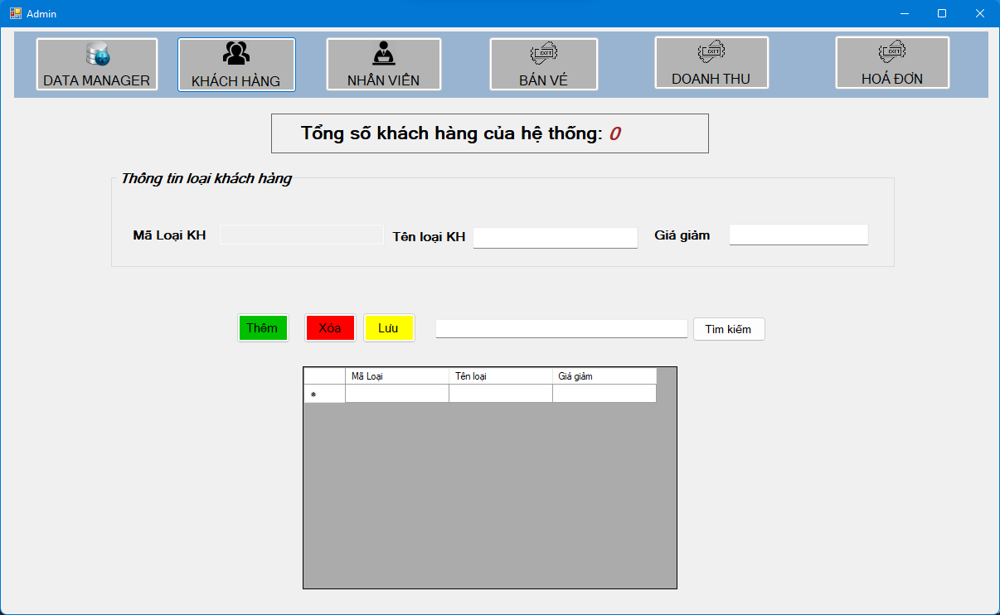 Admin
DATA MANAGER
KHÁCH HÀNG
NHÂN VIÊN
BÁN VÉ
DOANH THU
HOÁ ĐƠN
Tổng số khách hàng của hệ thống: 0
Thông tin loại khách hàng
Mã Loại KH
Tên loại KH
Giá giảm
Thêm
Xóa
Lưu
Tìm kiếm
Mã Loại
Tên loại
Giá giảm